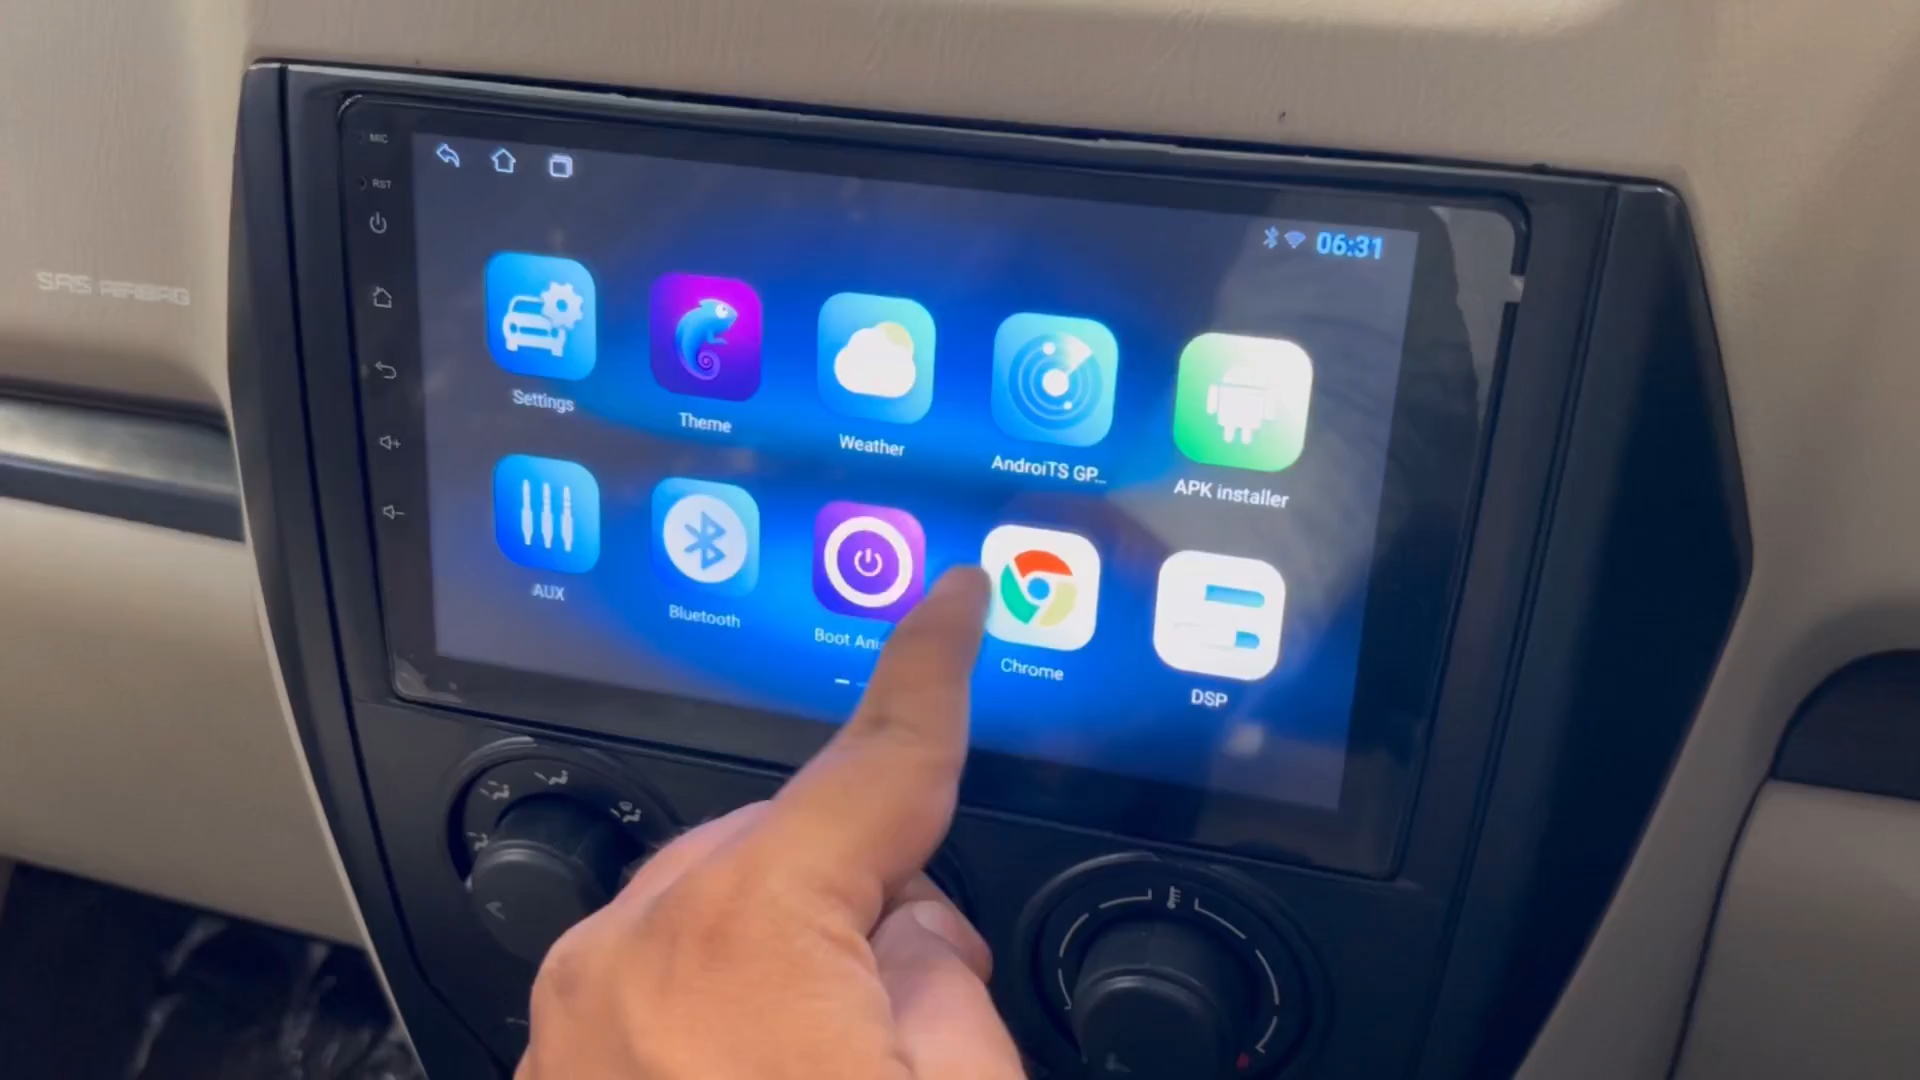 MIC
RST
06:31
SRS AIRBAG
Settings
Theme
Weather
AndroiTS GP...
APK installer
AUX
Bluetooth
Boot Ani
Chrome
DSP